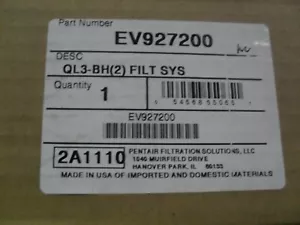 Part Number
EV927200
DESC
QL3-BH(2) FILT SYS
Quantity
1
EV927200
2A1110
PENTAIR FILTRATION SOLUTIONS, LLC
1040 MUIRFIELD DRIVE
HANOVER PARK, IL 60133
MADE IN USA OF IMPORTED AND DOMESTIC MATERIALS